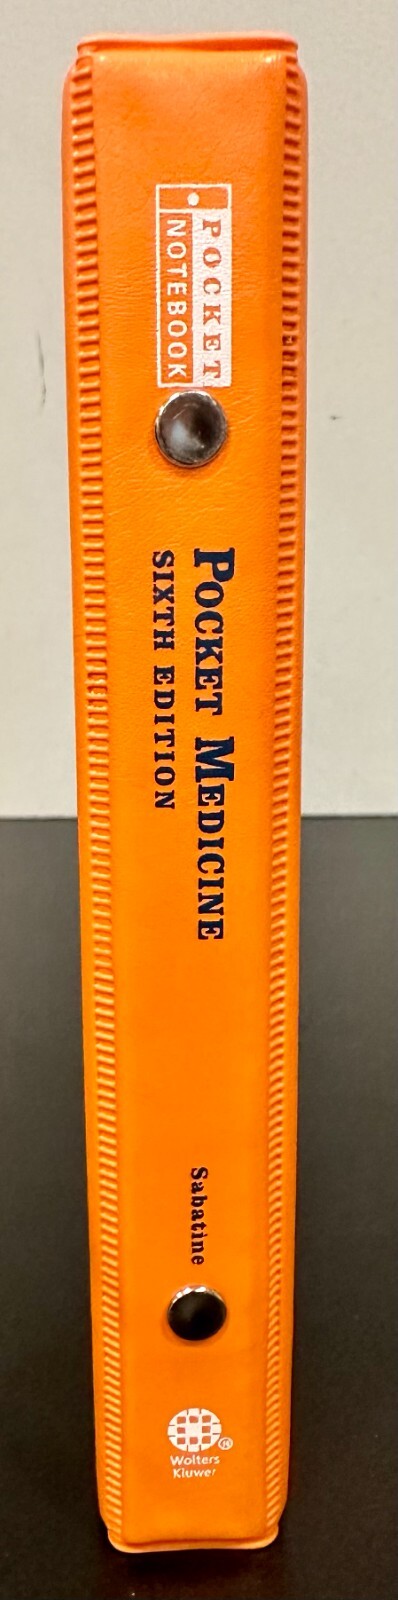 POCKET
NOTEBOOK
POCKET MEDICINE
SIXTH EDITION
Sabatine
Wolters
Kluwer